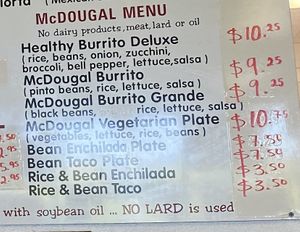 (Mexican
McDOUGAL MENU
No dairy products, meat, lard or oil
Healthy Burrito Deluxe $10.25
( rice, beans, onion, zucchini,
broccoli, bell pepper, lettuce, salsa )
McDougal Burrito $9.25
(pinto beans, rice, lettuce, salsa )
McDougal Burrito Grande $9.25
( black beans, rice, lettuce, salsa )
McDougal Vegetarian Plate $10.75
( vegetables, lettuce, rice, beans )
Bean Enchilada Plate $7.50
Bean Taco Plate $7.50
Rice & Bean Enchilada $3.50
Rice & Bean Taco $3.50
with soybean oil ... NO LARD is used